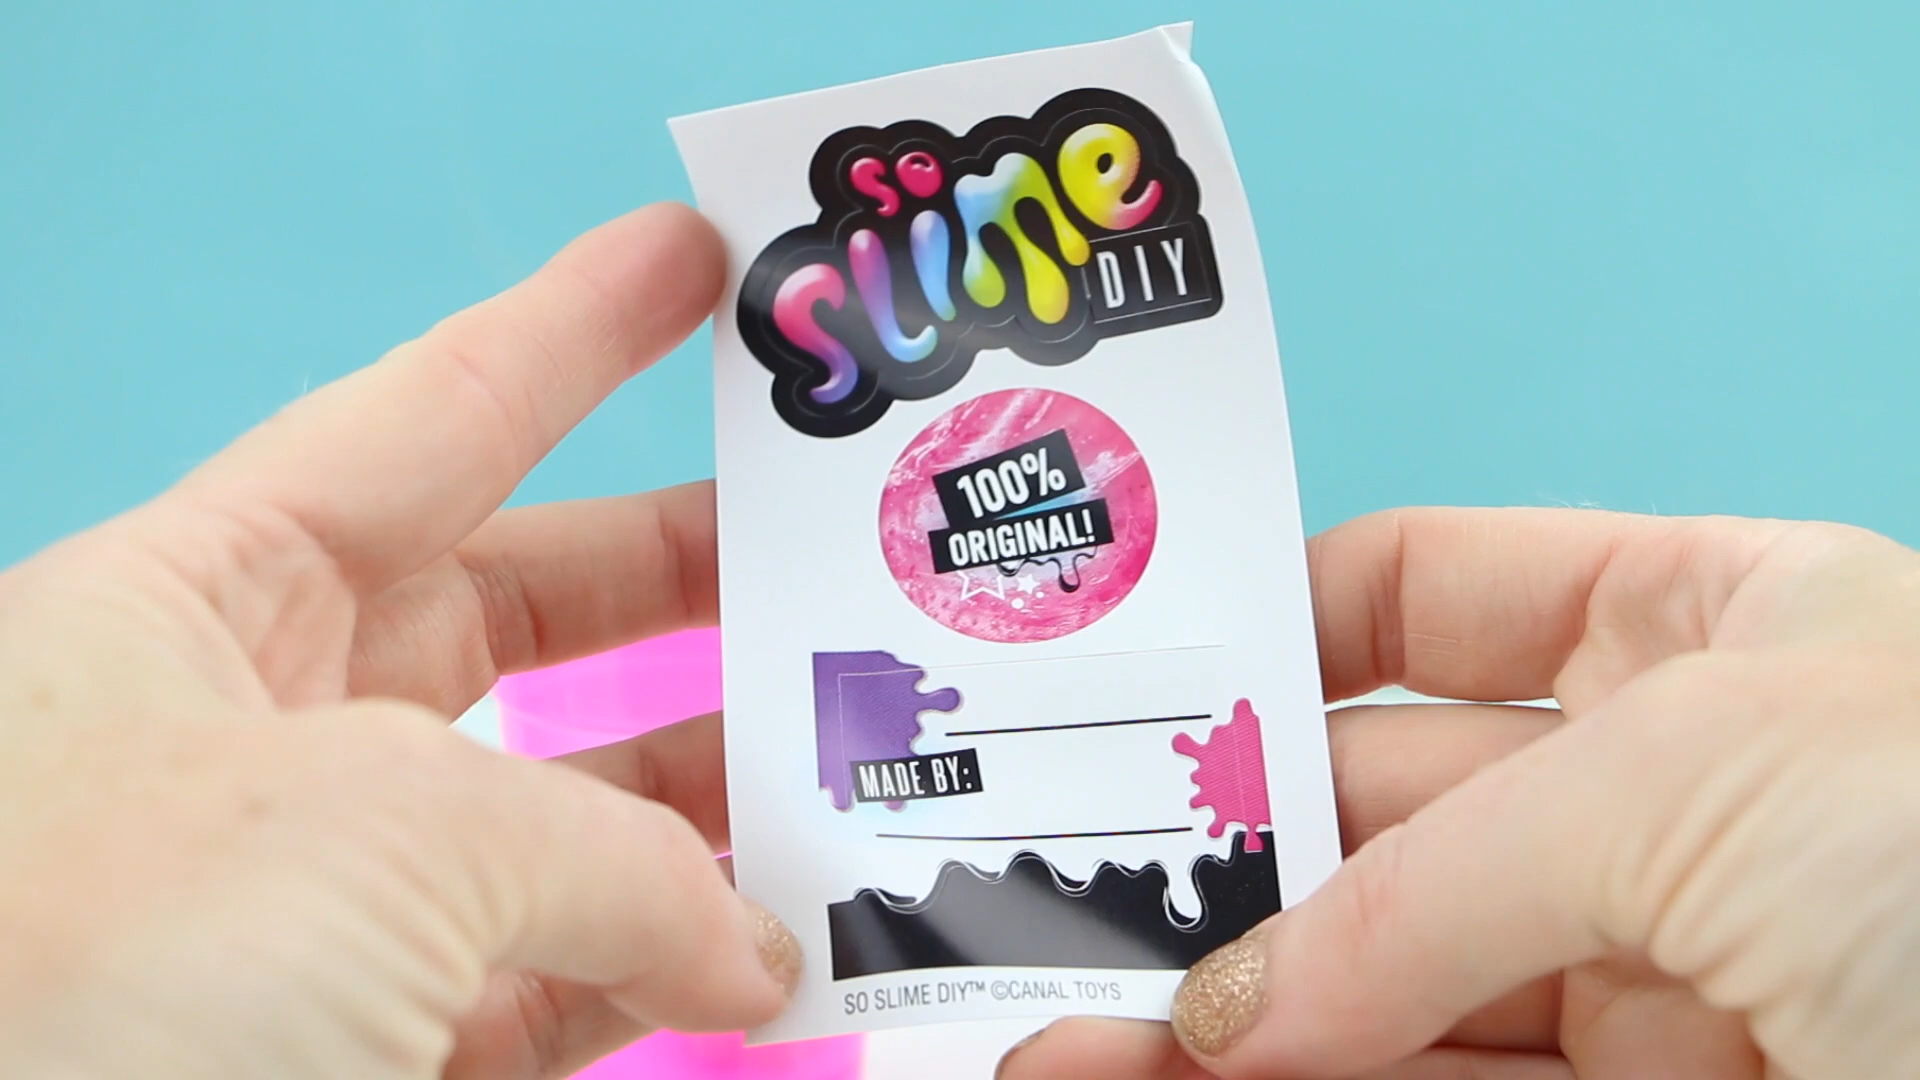 SO
SLIME
DIY
100%
ORIGINAL!
MADE BY:
SO SLIME DIY™ ©CANAL TOYS